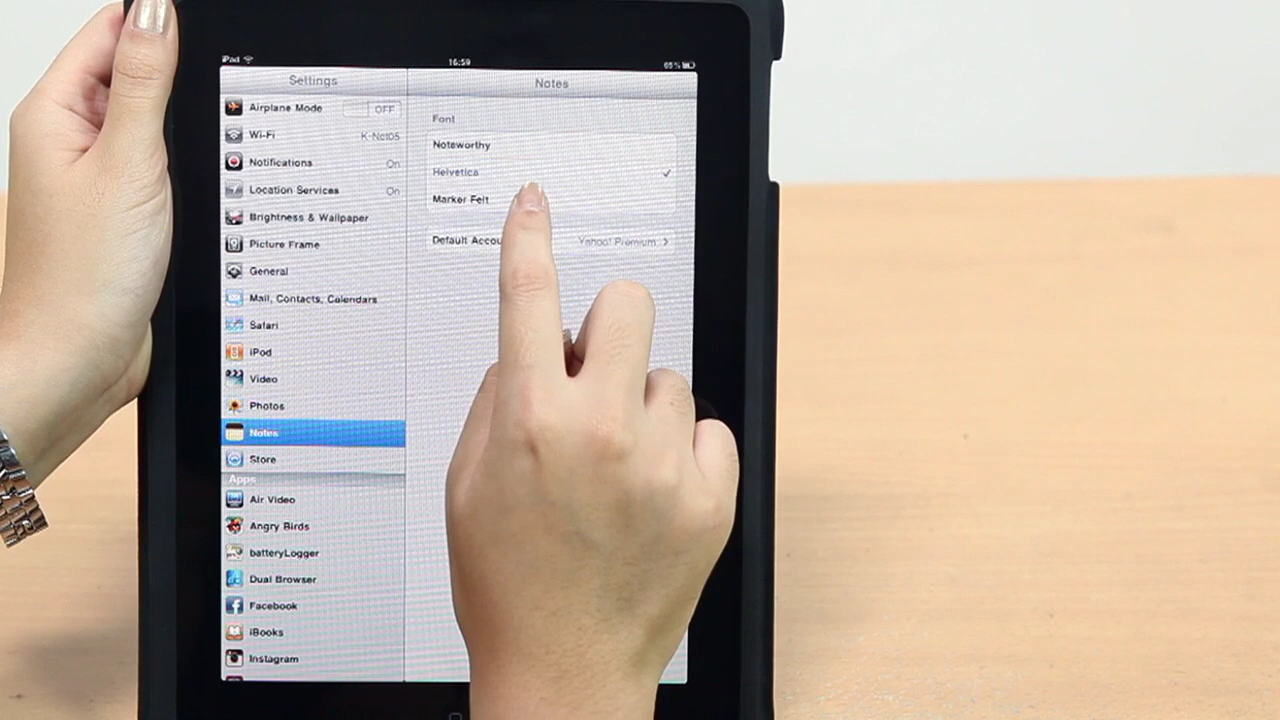 iPad 16:59 65%
Settings
Airplane Mode OFF
Wi-Fi K-Nct05
Notifications On
Location Services On
Brightness & Wallpaper
Picture Frame
General
Mail, Contacts, Calendars
Safari
iPod
Video
Photos
Notes
Store
Apps
Air Video
Angry Birds
batteryLogger
Dual Browser
Facebook
iBooks
Instagram
Notes
Font
Noteworthy
Helvetica
Marker Felt
Default Accou Yahoo! Premium